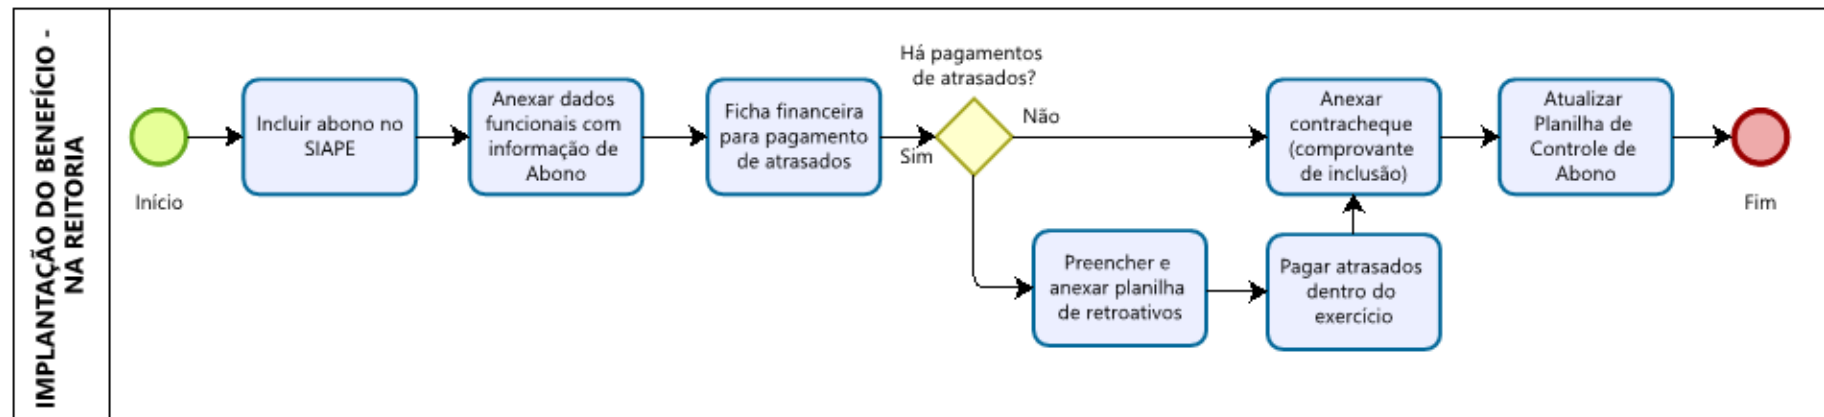 IMPLANTAÇÃO DO BENEFÍCIO -
NA REITORIA
Início
Incluir abono no
SIAPE
Anexar dados
funcionais com
informação de
Abono
Ficha financeira
para pagamento
de atrasados
Há pagamentos
de atrasados?
Não
Sim
Preencher e
anexar planilha
de retroativos
Pagar atrasados
dentro do
exercício
Anexar
contracheque
(comprovante
de inclusão)
Atualizar
Planilha de
Controle de
Abono
Fim